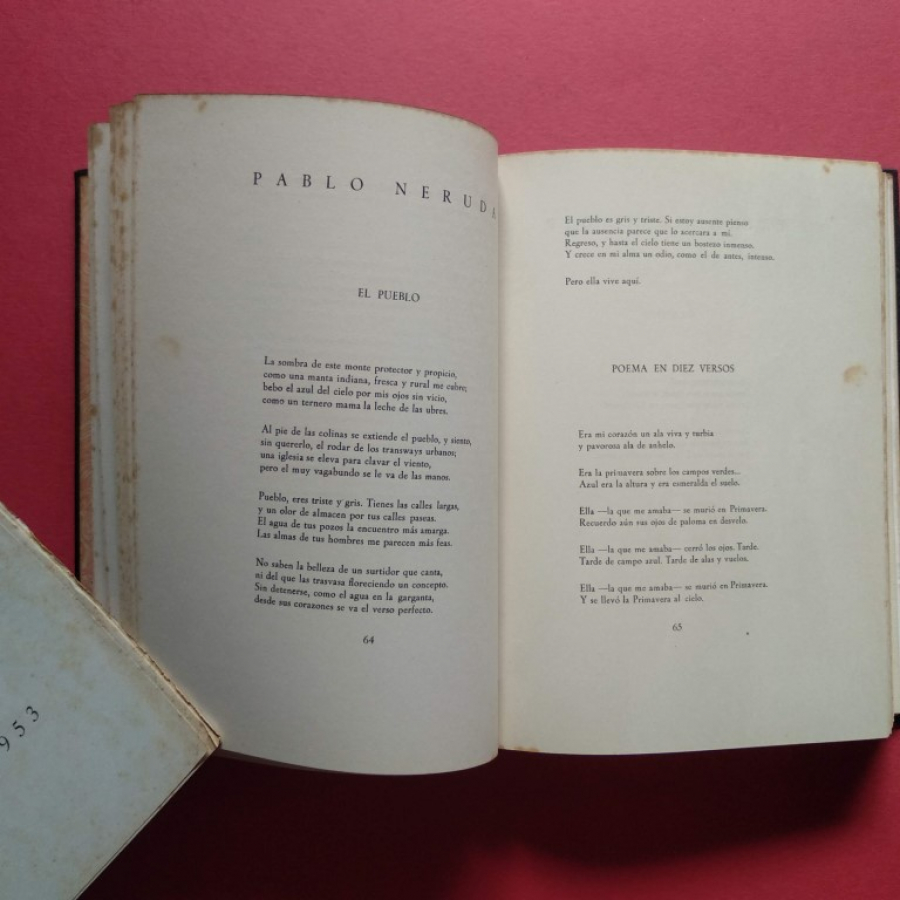 PABLO NERUDA
EL PUEBLO
La sombra de este monte protector y propicio,
como una manta indiana, fresca y rural me cubre;
bebo el azul del cielo por mis ojos sin vicio,
como un ternero mama la leche de las ubres.
Al pie de las colinas se extiende el pueblo, y siento,
sin quererlo, el rodar de los transways urbanos;
una iglesia se eleva para clavar el viento,
pero el muy vagabundo se le va de las manos.
Pueblo, eres triste y gris. Tienes las calles largas,
y un olor de almacen por tus calles paseas.
El agua de tus pozos la encuentro más amarga.
Las almas de tus hombres me parecen más feas.
No saben la belleza de un surtidor que canta,
ni del que las trasvasa floreciendo un concepto.
Sin detenerse, como el agua en la garganta,
desde sus corazones se va el verso perfecto.
64
El pueblo es gris y triste. Si estoy ausente pienso
que la ausencia parece que lo acercara a mí.
Regreso, y hasta el cielo tiene un bostezo inmenso.
Y crece en mi alma un odio, como el de antes, intenso.
Pero ella vive aquí.
POEMA EN DIEZ VERSOS
Era mi corazón un ala viva y turbia
y pavorosa ala de anhelo.
Era la primavera sobre los campos verdes...
Azul era la altura y era esmeralda el suelo.
Ella —la que me amaba— se murió en Primavera.
Recuerdo aún sus ojos de paloma en desvelo.
Ella —la que me amaba— cerró los ojos. Tarde.
Tarde de campo azul. Tarde de alas y vuelos.
Ella —la que me amaba— se murió en Primavera.
Y se llevó la Primavera al cielo.
65
953